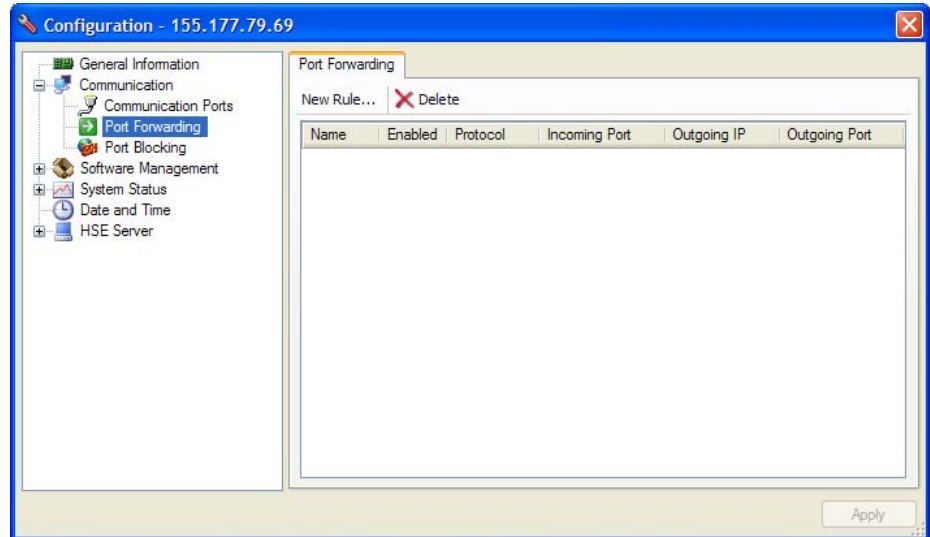 Configuration - 155.177.79.69
General Information
Communication
Communication Ports
Port Forwarding
Port Blocking
Software Management
System Status
Date and Time
HSE Server
Port Forwarding
New Rule... Delete
Name Enabled Protocol Incoming Port Outgoing IP Outgoing Port
Apply